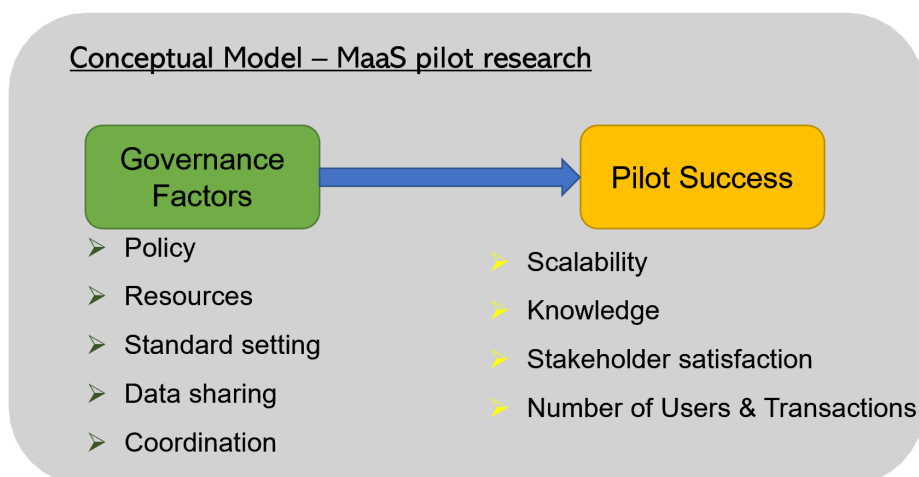 Conceptual Model – MaaS pilot research
Governance
Factors
Policy
Resources
Standard setting
Data sharing
Coordination
Pilot Success
Scalability
Knowledge
Stakeholder satisfaction
Number of Users & Transactions